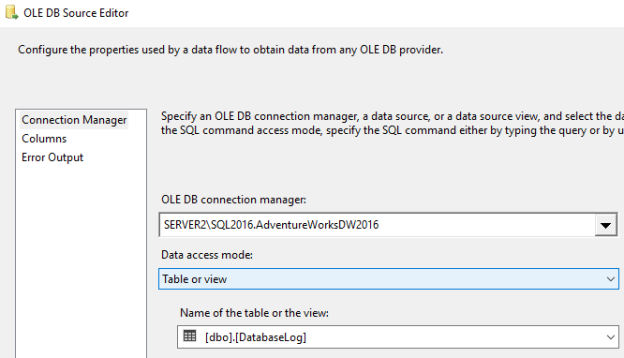 OLE DB Source Editor
Configure the properties used by a data flow to obtain data from any OLE DB provider.
Connection Manager
Columns
Error Output
Specify an OLE DB connection manager, a data source, or a data source view, and select the da
the SQL command access mode, specify the SQL command either by typing the query or by u
OLE DB connection manager:
SERVER2\SQL2016.AdventureWorksDW2016
Data access mode:
Table or view
Name of the table or the view:
[dbo].[DatabaseLog]